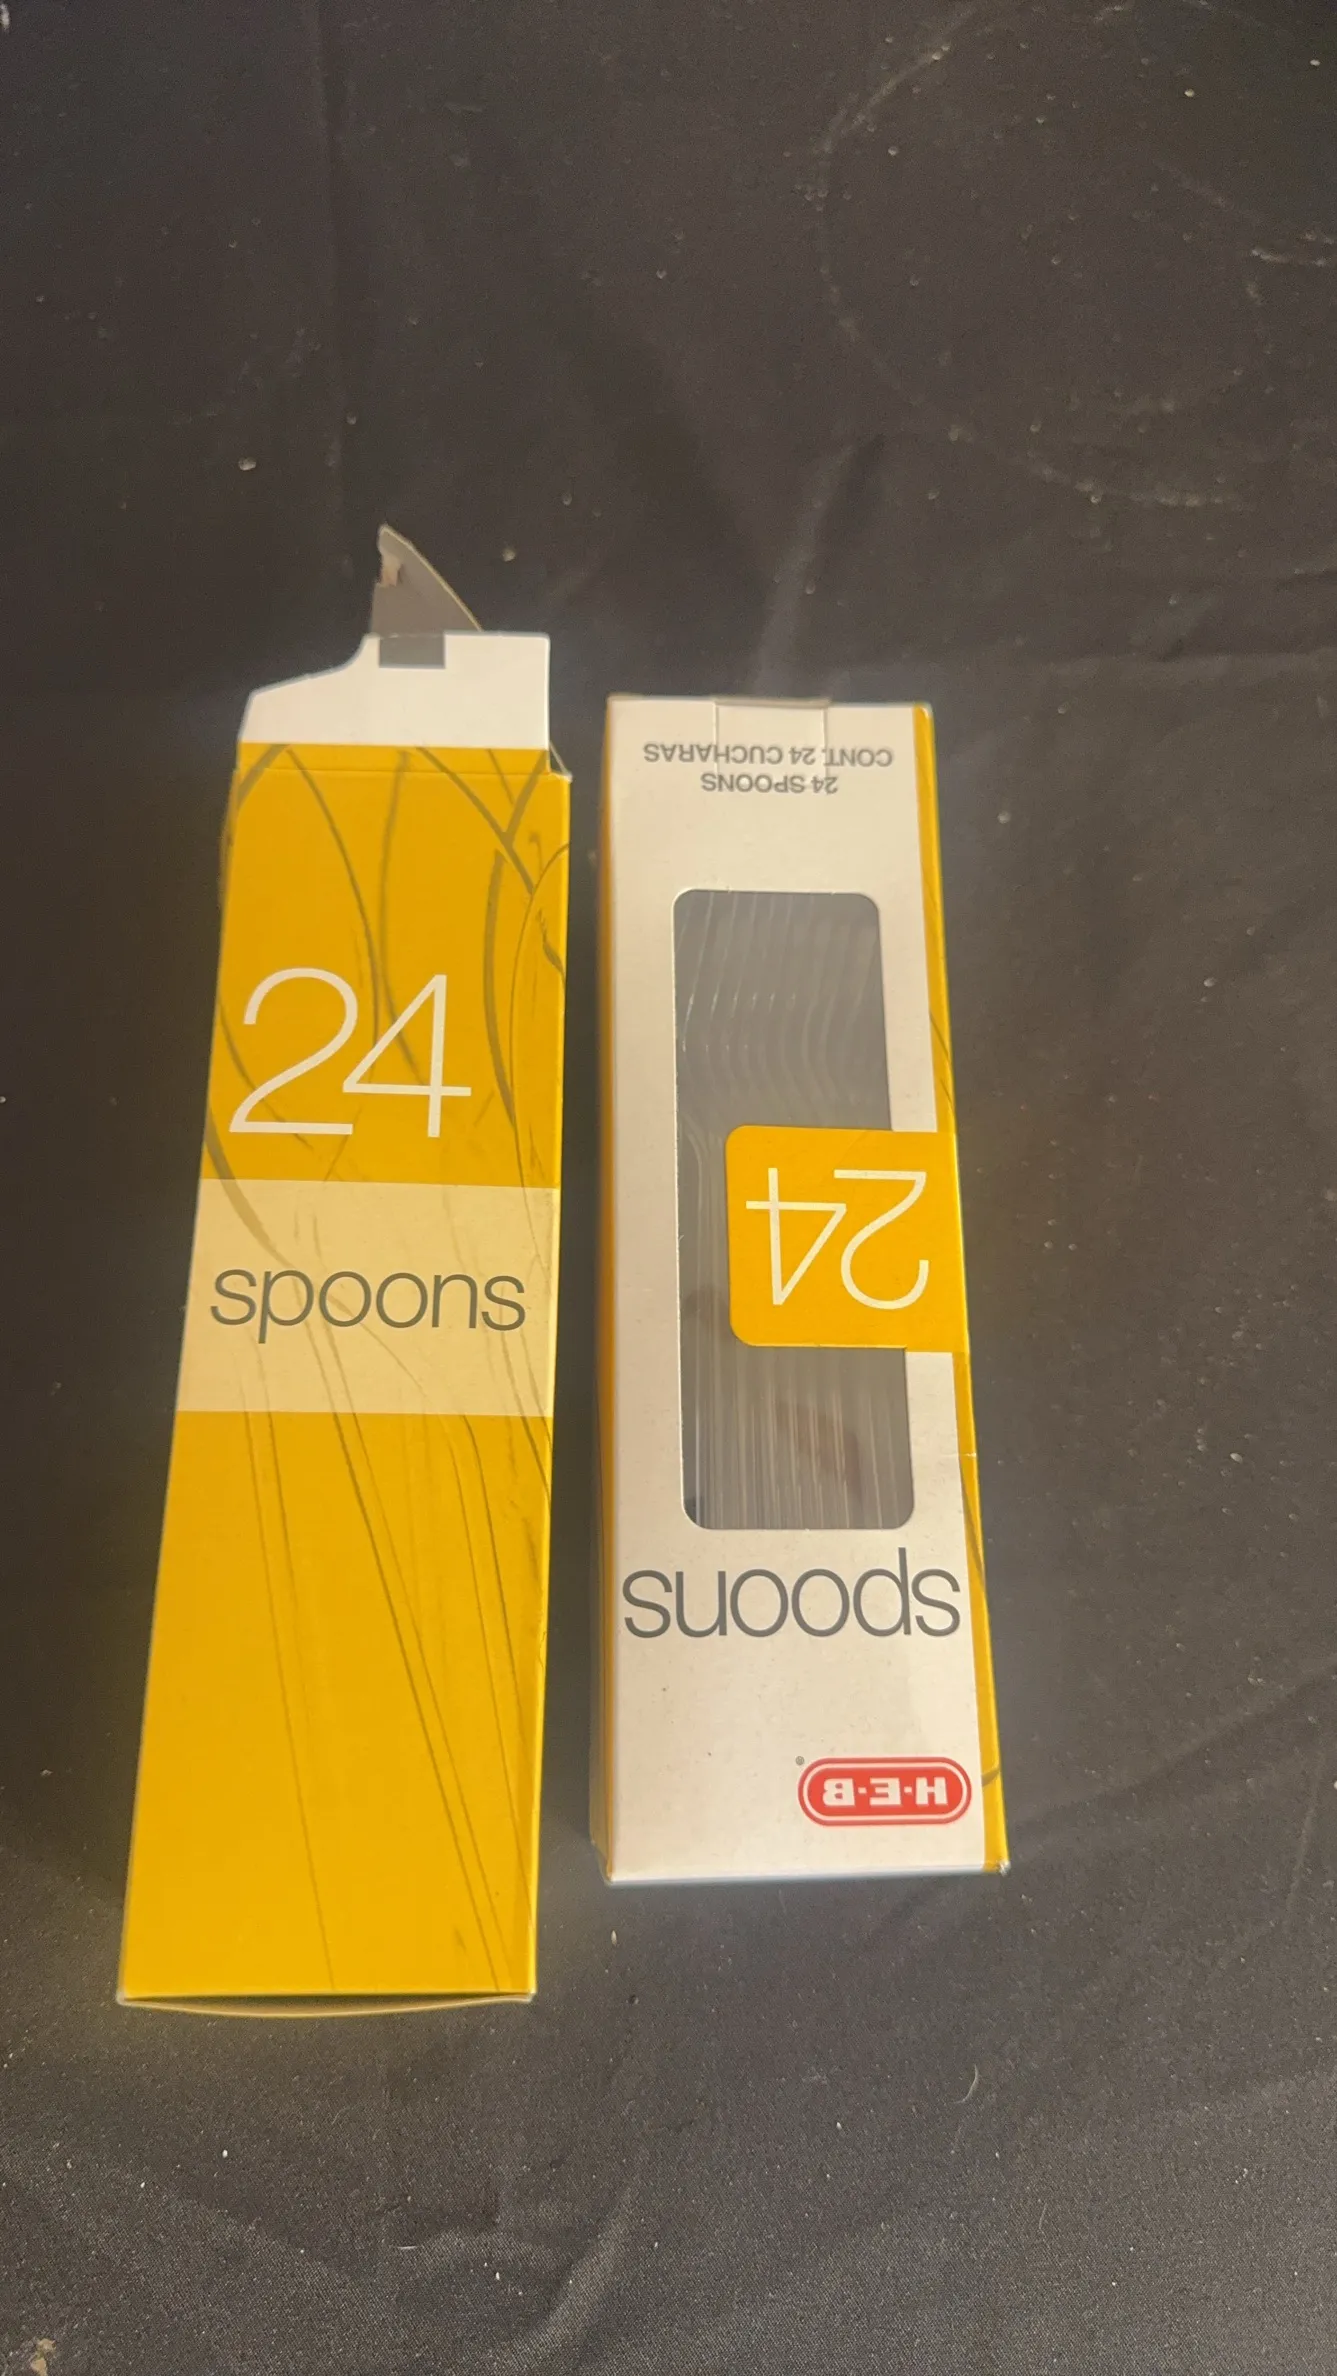 24
spoons
H-E-B
®
spoons
24
24 SPOONS
CONT. 24 CUCHARAS